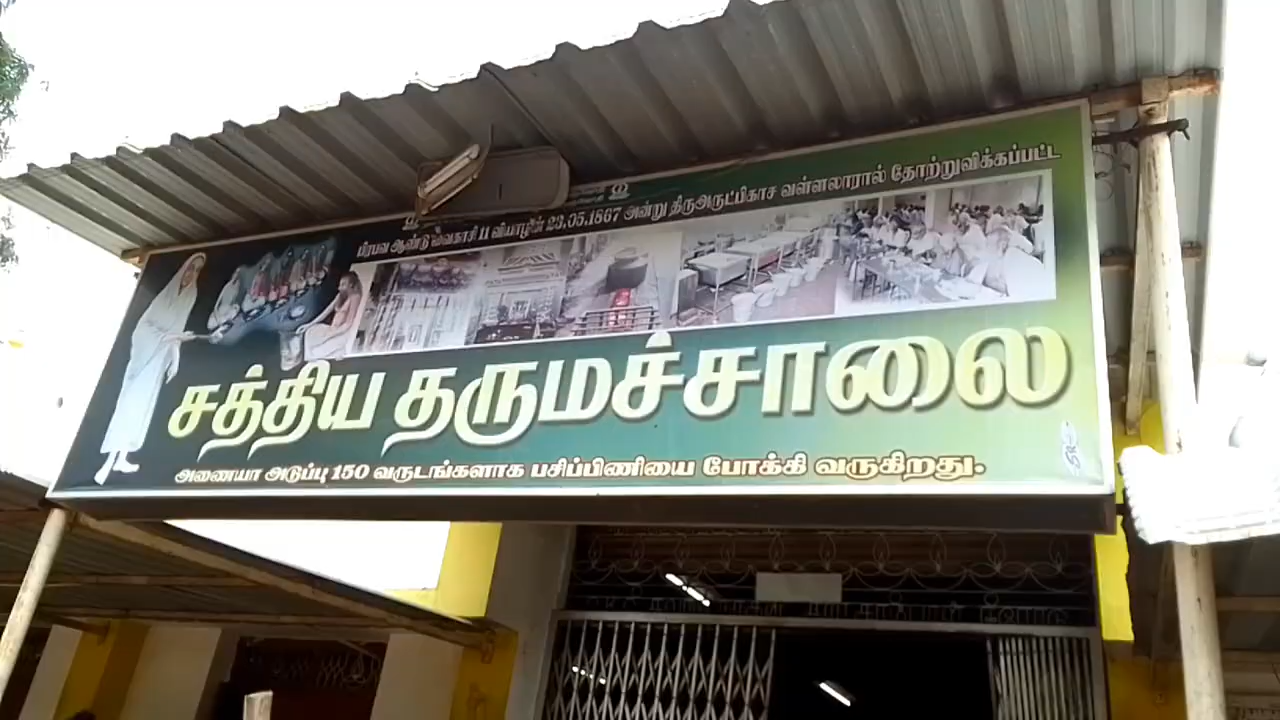 பிரபவ ஆண்டு வைகாசி 11 வியாழன் 23.05.1867 அன்று திருஅருட்பிரகாச வள்ளலாரால் தோற்றுவிக்கப்பட்ட
சத்திய தருமச்சாலை
அணையா அடுப்பு 150 வருடங்களாக பசிப்பிணியை போக்கி வருகிறது.